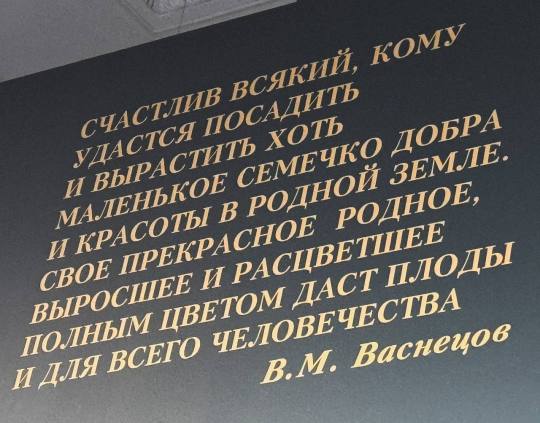 СЧАСТЛИВ ВСЯКИЙ, КОМУ
УДАСТСЯ ПОСАДИТЬ
И ВЫРАСТИТЬ ХОТЬ
МАЛЕНЬКОЕ СЕМЕЧКО ДОБРА
И КРАСОТЫ В РОДНОЙ ЗЕМЛЕ.
СВОЕ ПРЕКРАСНОЕ РОДНОЕ,
ВЫРОСШЕЕ И РАСЦВЕТШЕЕ
ПОЛНЫМ ЦВЕТОМ ДАСТ ПЛОДЫ
И ДЛЯ ВСЕГО ЧЕЛОВЕЧЕСТВА
В.М. Васнецов